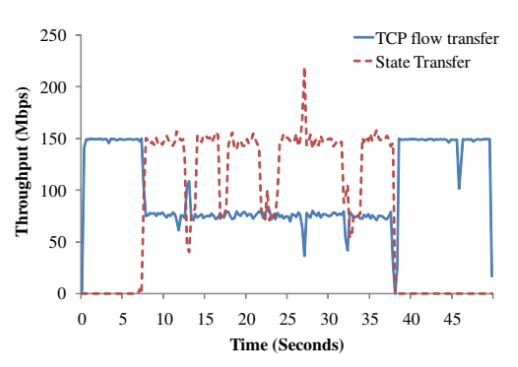 250
TCP flow transfer
State Transfer
200
150
100
50
0
Throughput (Mbps)
0 5 10 15 20 25 30 35 40 45
Time (Seconds)